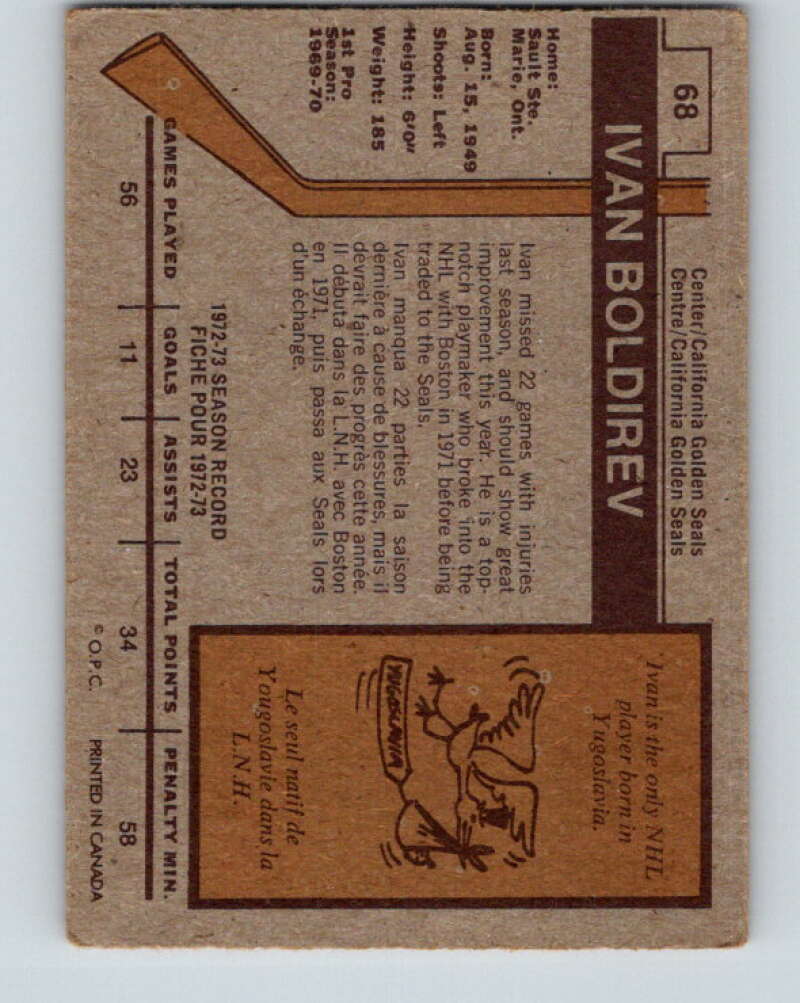 68
Center/California Golden Seals
Centre/California Golden Seals
IVAN BOLDIREV
Home:
Sault Ste.
Marie, Ont.
Born:
Aug. 15, 1949
Shoots: Left
Height: 6'0"
Weight: 185
1st Pro
Season:
1969-70
Ivan missed 22 games with injuries
last season, and should show great
improvement this year. He is a top-
notch playmaker who broke into the
NHL with Boston in 1971 before being
traded to the Seals.
Ivan manqua 22 parties la saison
dernière à cause de blessures, mais il
devrait faire des progrès cette année.
Il débuta dans la L.N.H. avec Boston
en 1971, puis passa aux Seals lors
d'un échange.
Ivan is the only NHL
player born in
Yugoslavia.
YUGOSLAVIA
Le seul natif de
Yougoslavie dans la
L.N.H.
1972-73 SEASON RECORD
FICHE POUR 1972-73
GAMES PLAYED GOALS ASSISTS TOTAL POINTS PENALTY MIN.
56 11 23 34 58
© O.P.C. PRINTED IN CANADA